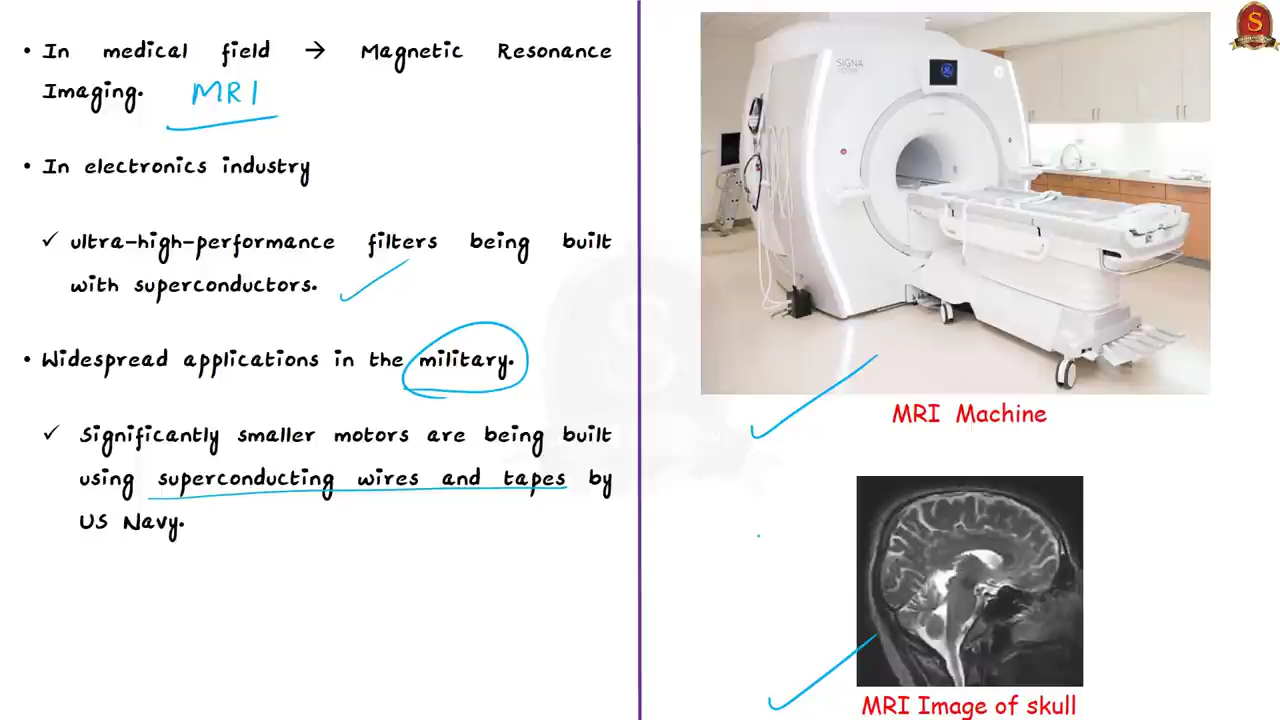 • In medical field → Magnetic Resonance
Imaging. MRI
• In electronics industry
✓ ultra-high-performance filters being built
with superconductors.
• Widespread applications in the military.
✓ Significantly smaller motors are being built
using superconducting wires and tapes by
US Navy.
SIGNA
MRI Machine
MRI Image of skull